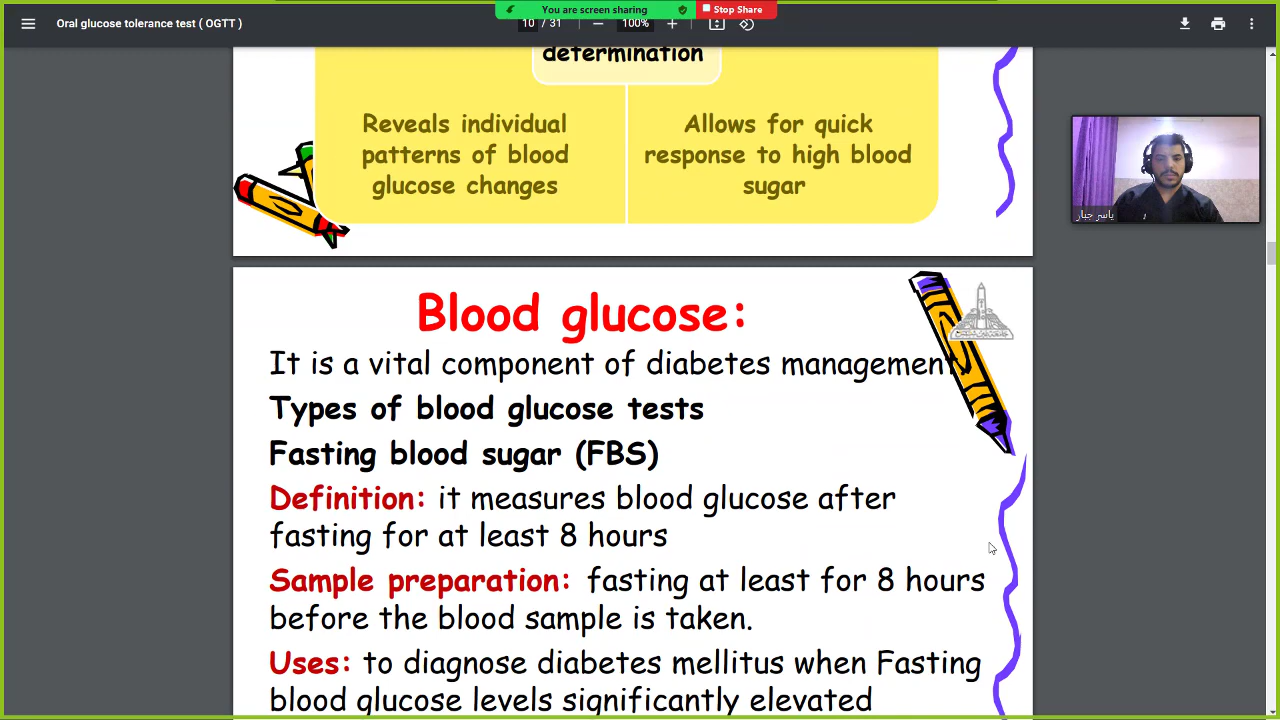 Oral glucose tolerance test ( OGTT )
10 / 31
100%
You are screen sharing
Stop Share
determination
Reveals individual
patterns of blood
glucose changes
Allows for quick
response to high blood
sugar
ياسر جبار
Blood glucose:
It is a vital component of diabetes management
Types of blood glucose tests
Fasting blood sugar (FBS)
Definition: it measures blood glucose after
fasting for at least 8 hours
Sample preparation: fasting at least for 8 hours
before the blood sample is taken.
Uses: to diagnose diabetes mellitus when Fasting
blood glucose levels significantly elevated